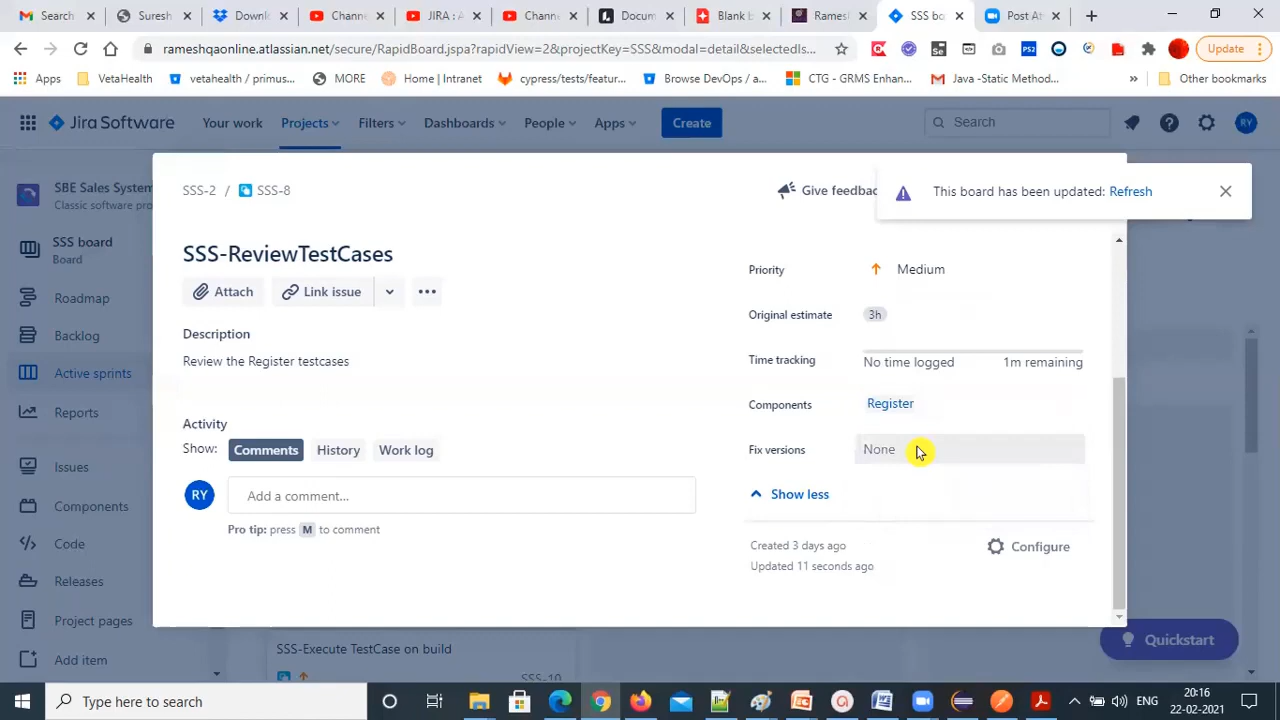 Search
Suresh
Downl
Channe
JIRA : A
Channe
Docum
Blank b
Ramesl
SSS bo
Post At
rameshqaonline.atlassian.net/secure/RapidBoard.jspa?rapidView=2&projectKey=SSS&modal=detail&selectedIs...
Update
Apps
VetaHealth
vetahealth / primus...
MORE
Home | Intranet
cypress/tests/featur...
Browse DevOps / a...
CTG - GRMS Enhan...
Java -Static Method...
»
Other bookmarks
Jira Software
Your work
Projects
Filters
Dashboards
People
Apps
Create
Search
RY
SBE Sales System
Classic software pro
SSS board
Board
Roadmap
Backlog
Active sprints
Reports
Issues
Components
Code
Releases
Project pages
Add item
SSS-2 / SSS-8
Give feedbac
This board has been updated: Refresh
SSS-ReviewTestCases
Attach
Link issue
Description
Review the Register testcases
Activity
Show:
Comments
History
Work log
RY
Add a comment...
Pro tip: press M to comment
Priority
Medium
Original estimate
3h
Time tracking
No time logged
1m remaining
Components
Register
Fix versions
None
Show less
Created 3 days ago
Updated 11 seconds ago
Configure
SSS-Execute TestCase on build
SSS-10
Quickstart
Type here to search
ENG
20:16
22-02-2021